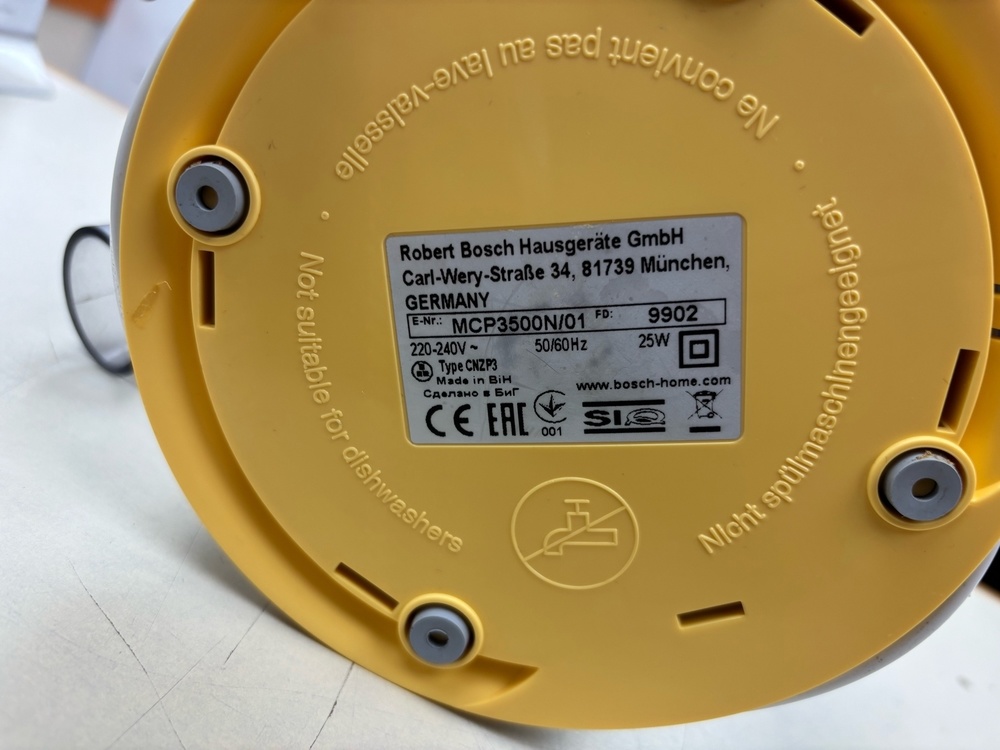 Ne convient pas au lave-vaisselle
Robert Bosch Hausgeräte GmbH
Carl-Wery-Straße 34, 81739 München,
GERMANY
E-Nr.: MCP3500N/01 FD: 9902
220-240V ~ 50/60Hz 25W
Type CNZP3
Made in BiH www.bosch-home.com
Сделано в БиГ
CE EAC 001 SIQ
Not suitable for dishwashers
Nicht spülmaschinengeeignet